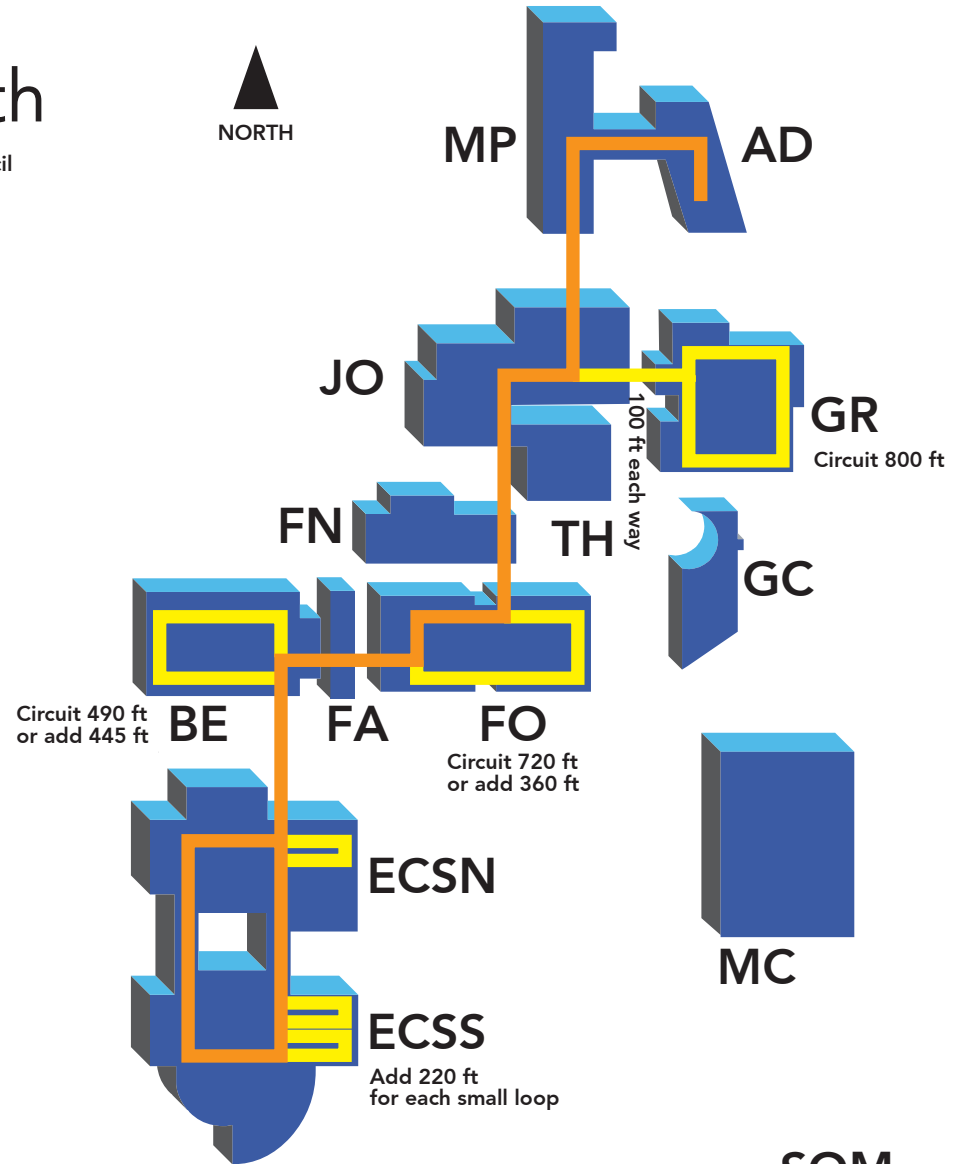 th
cil
NORTH
MP
AD
JO
GR
Circuit 800 ft
100 ft each way
FN
TH
GC
Circuit 490 ft
or add 445 ft
BE
FA
FO
Circuit 720 ft
or add 360 ft
ECSN
MC
ECSS
Add 220 ft
for each small loop
SOM